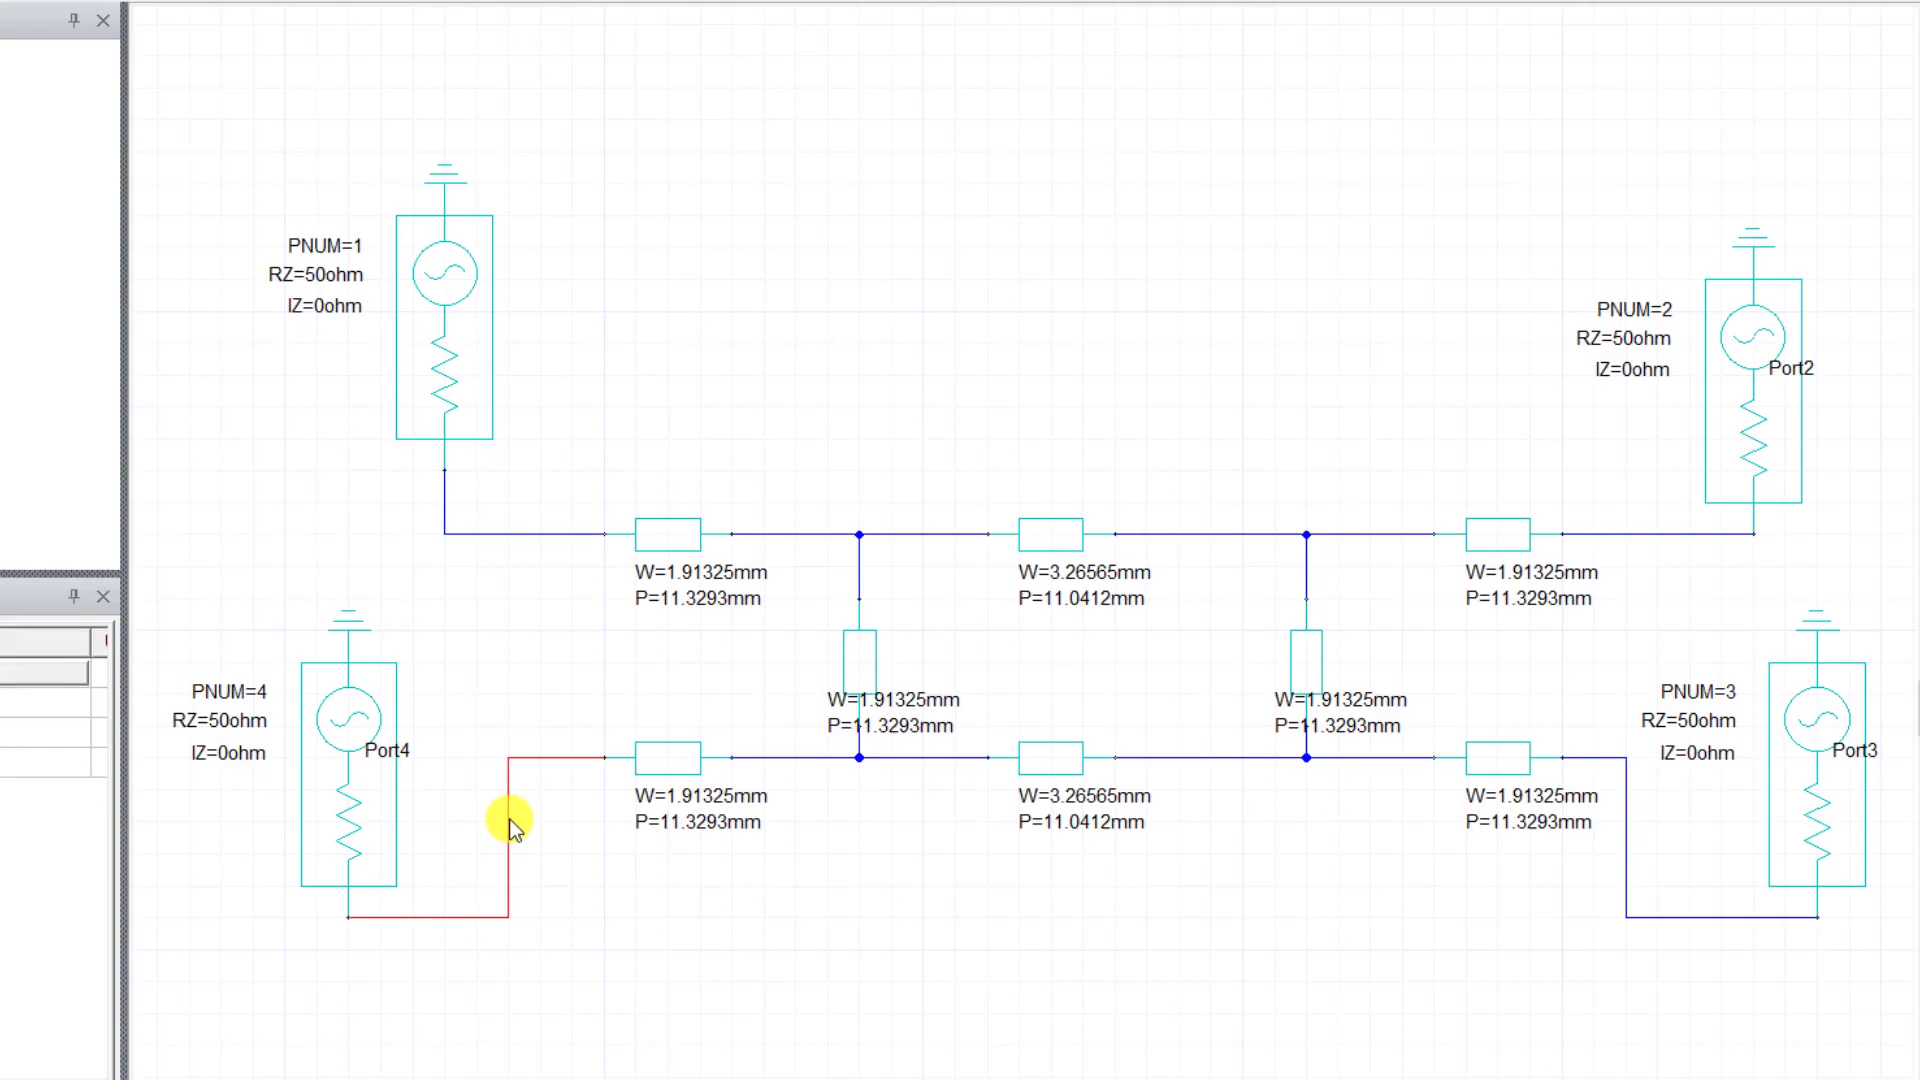 PNUM=1
RZ=50ohm
IZ=0ohm
PNUM=2
RZ=50ohm
IZ=0ohm
Port2
W=1.91325mm
P=11.3293mm
W=3.26565mm
P=11.0412mm
W=1.91325mm
P=11.3293mm
PNUM=4
RZ=50ohm
IZ=0ohm
Port4
W=1.91325mm
P=11.3293mm
W=1.91325mm
P=11.3293mm
PNUM=3
RZ=50ohm
IZ=0ohm
Port3
W=1.91325mm
P=11.3293mm
W=3.26565mm
P=11.0412mm
W=1.91325mm
P=11.3293mm